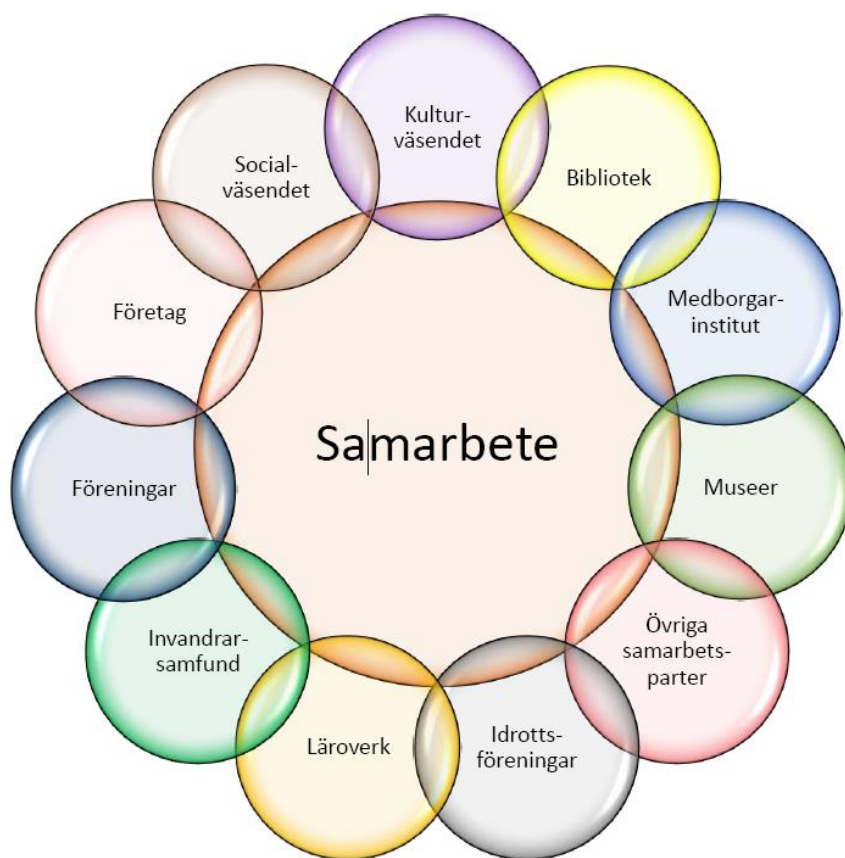 Kultur-
väsendet
Bibliotek
Medborgar-
institut
Museer
Övriga
samarbets-
parter
Idrotts-
föreningar
Läroverk
Invandrar-
samfund
Föreningar
Företag
Social-
väsendet
Samarbete